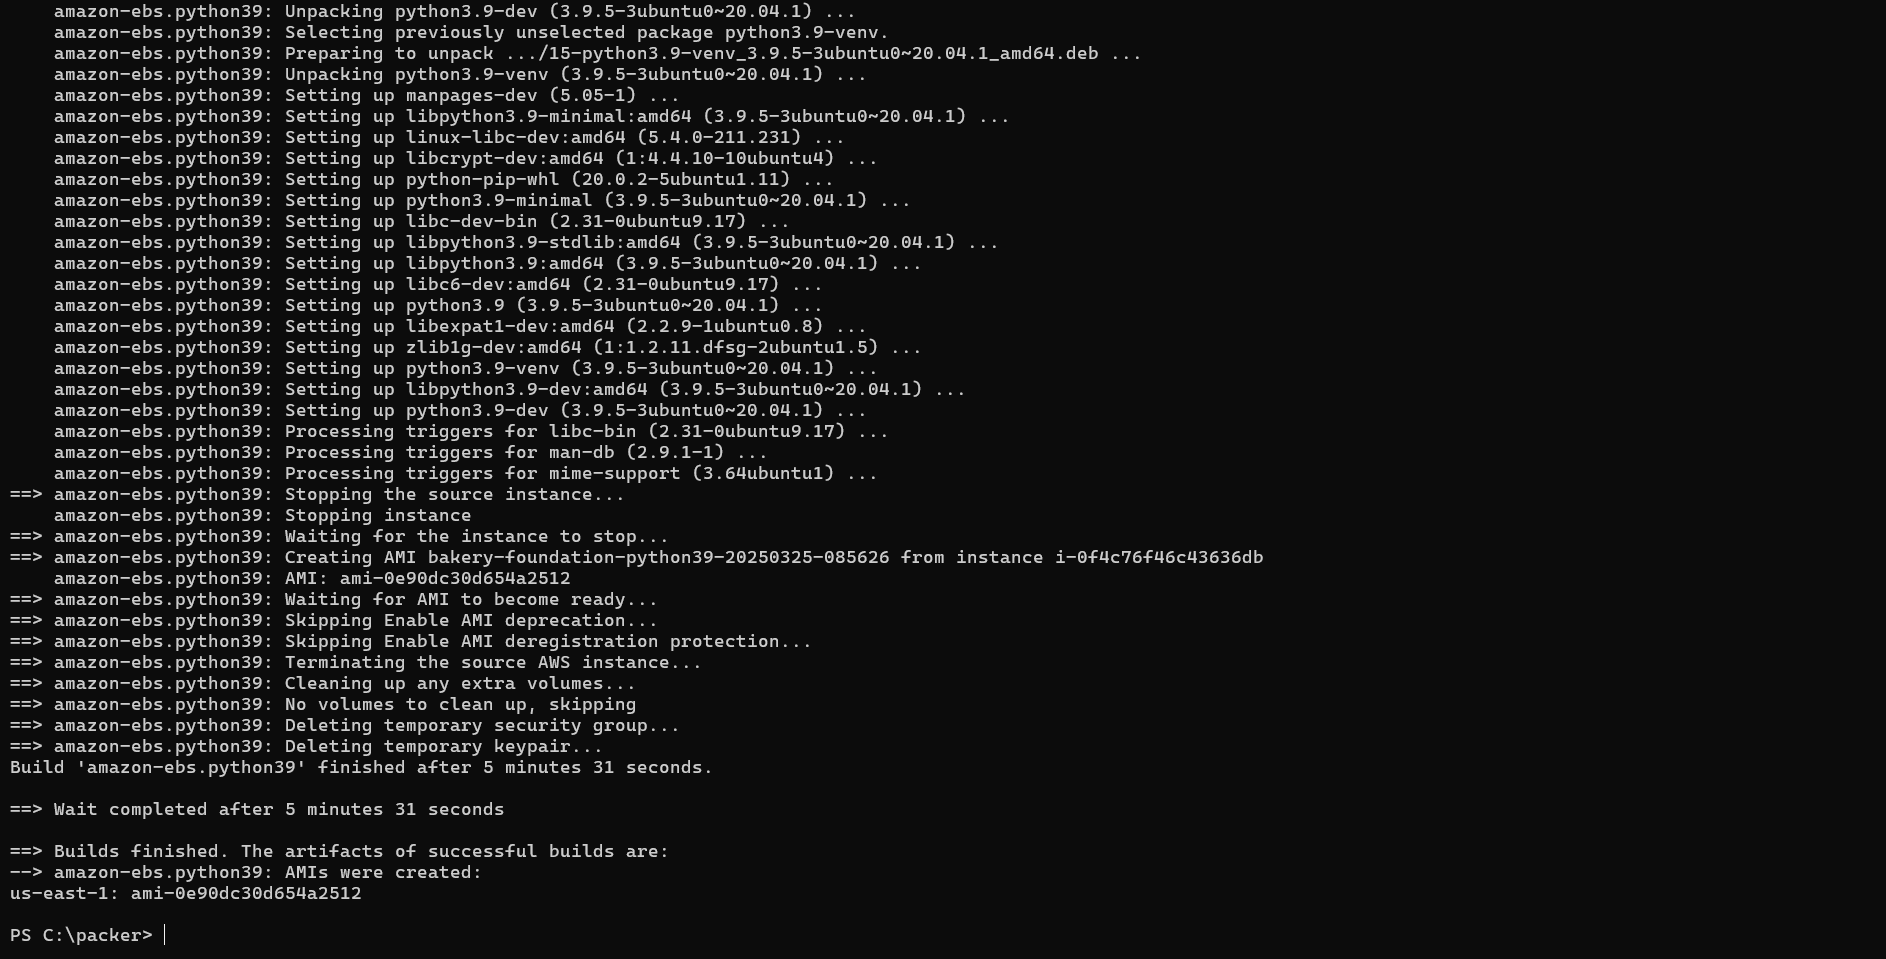 amazon-ebs.python39: Unpacking python3.9-dev (3.9.5-3ubuntu0~20.04.1) ...
amazon-ebs.python39: Selecting previously unselected package python3.9-venv.
amazon-ebs.python39: Preparing to unpack .../15-python3.9-venv_3.9.5-3ubuntu0~20.04.1_amd64.deb ...
amazon-ebs.python39: Unpacking python3.9-venv (3.9.5-3ubuntu0~20.04.1) ...
amazon-ebs.python39: Setting up manpages-dev (5.05-1) ...
amazon-ebs.python39: Setting up libpython3.9-minimal:amd64 (3.9.5-3ubuntu0~20.04.1) ...
amazon-ebs.python39: Setting up linux-libc-dev:amd64 (5.4.0-211.231) ...
amazon-ebs.python39: Setting up libcrypt-dev:amd64 (1:4.4.10-10ubuntu4) ...
amazon-ebs.python39: Setting up python-pip-whl (20.0.2-5ubuntu1.11) ...
amazon-ebs.python39: Setting up python3.9-minimal (3.9.5-3ubuntu0~20.04.1) ...
amazon-ebs.python39: Setting up libc-dev-bin (2.31-0ubuntu9.17) ...
amazon-ebs.python39: Setting up libpython3.9-stdlib:amd64 (3.9.5-3ubuntu0~20.04.1) ...
amazon-ebs.python39: Setting up libpython3.9:amd64 (3.9.5-3ubuntu0~20.04.1) ...
amazon-ebs.python39: Setting up libc6-dev:amd64 (2.31-0ubuntu9.17) ...
amazon-ebs.python39: Setting up python3.9 (3.9.5-3ubuntu0~20.04.1) ...
amazon-ebs.python39: Setting up libexpat1-dev:amd64 (2.2.9-1ubuntu0.8) ...
amazon-ebs.python39: Setting up zlib1g-dev:amd64 (1:1.2.11.dfsg-2ubuntu1.5) ...
amazon-ebs.python39: Setting up python3.9-venv (3.9.5-3ubuntu0~20.04.1) ...
amazon-ebs.python39: Setting up libpython3.9-dev:amd64 (3.9.5-3ubuntu0~20.04.1) ...
amazon-ebs.python39: Setting up python3.9-dev (3.9.5-3ubuntu0~20.04.1) ...
amazon-ebs.python39: Processing triggers for libc-bin (2.31-0ubuntu9.17) ...
amazon-ebs.python39: Processing triggers for man-db (2.9.1-1) ...
amazon-ebs.python39: Processing triggers for mime-support (3.64ubuntu1) ...
==> amazon-ebs.python39: Stopping the source instance...
amazon-ebs.python39: Stopping instance
==> amazon-ebs.python39: Waiting for the instance to stop...
==> amazon-ebs.python39: Creating AMI bakery-foundation-python39-20250325-085626 from instance i-0f4c76f46c43636db
amazon-ebs.python39: AMI: ami-0e90dc30d654a2512
==> amazon-ebs.python39: Waiting for AMI to become ready...
==> amazon-ebs.python39: Skipping Enable AMI deprecation...
==> amazon-ebs.python39: Skipping Enable AMI deregistration protection...
==> amazon-ebs.python39: Terminating the source AWS instance...
==> amazon-ebs.python39: Cleaning up any extra volumes...
==> amazon-ebs.python39: No volumes to clean up, skipping
==> amazon-ebs.python39: Deleting temporary security group...
==> amazon-ebs.python39: Deleting temporary keypair...
Build 'amazon-ebs.python39' finished after 5 minutes 31 seconds.
==> Wait completed after 5 minutes 31 seconds
==> Builds finished. The artifacts of successful builds are:
--> amazon-ebs.python39: AMIs were created:
us-east-1: ami-0e90dc30d654a2512
PS C:\packer>